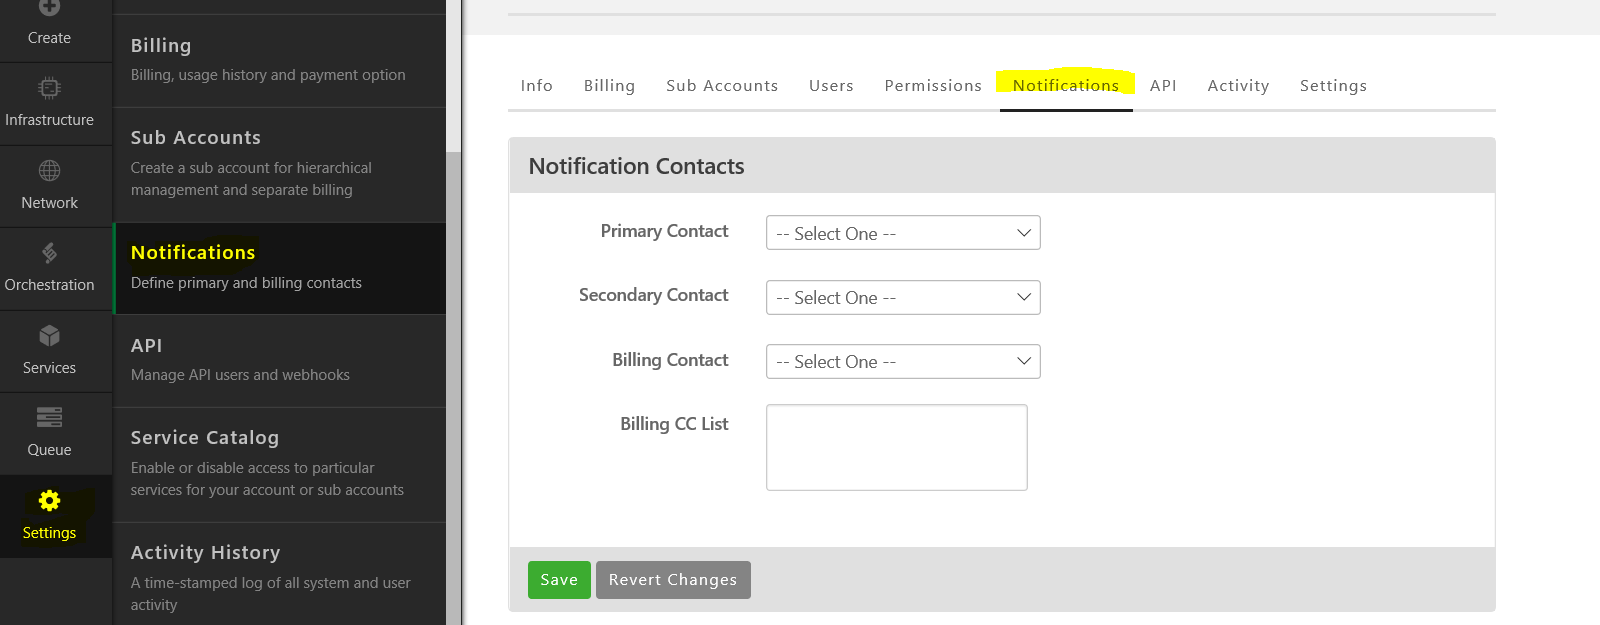 Create
Infrastructure
Network
Orchestration
Services
Queue
Settings
Billing
Billing, usage history and payment option
Sub Accounts
Create a sub account for hierarchical
management and separate billing
Notifications
Define primary and billing contacts
API
Manage API users and webhooks
Service Catalog
Enable or disable access to particular
services for your account or sub accounts
Activity History
A time-stamped log of all system and user
activity
Info Billing Sub Accounts Users Permissions Notifications API Activity Settings
Notification Contacts
Primary Contact -- Select One --
Secondary Contact -- Select One --
Billing Contact -- Select One --
Billing CC List
Save Revert Changes